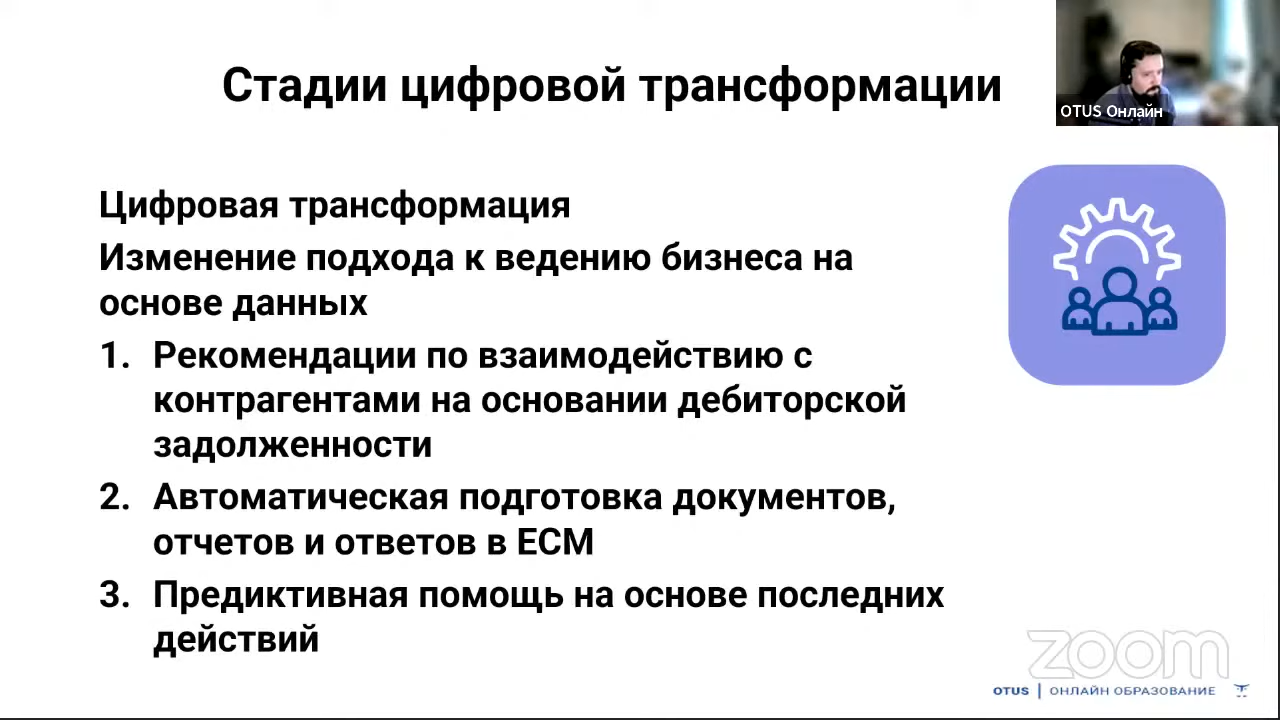 Стадии цифровой трансформации
OTUS Онлайн
Цифровая трансформация
Изменение подхода к ведению бизнеса на
основе данных
1. Рекомендации по взаимодействию с
контрагентами на основании дебиторской
задолженности
2. Автоматическая подготовка документов,
отчетов и ответов в ECM
3. Предиктивная помощь на основе последних
действий
zoom
OTUS | ОНЛАЙН ОБРАЗОВАНИЕ